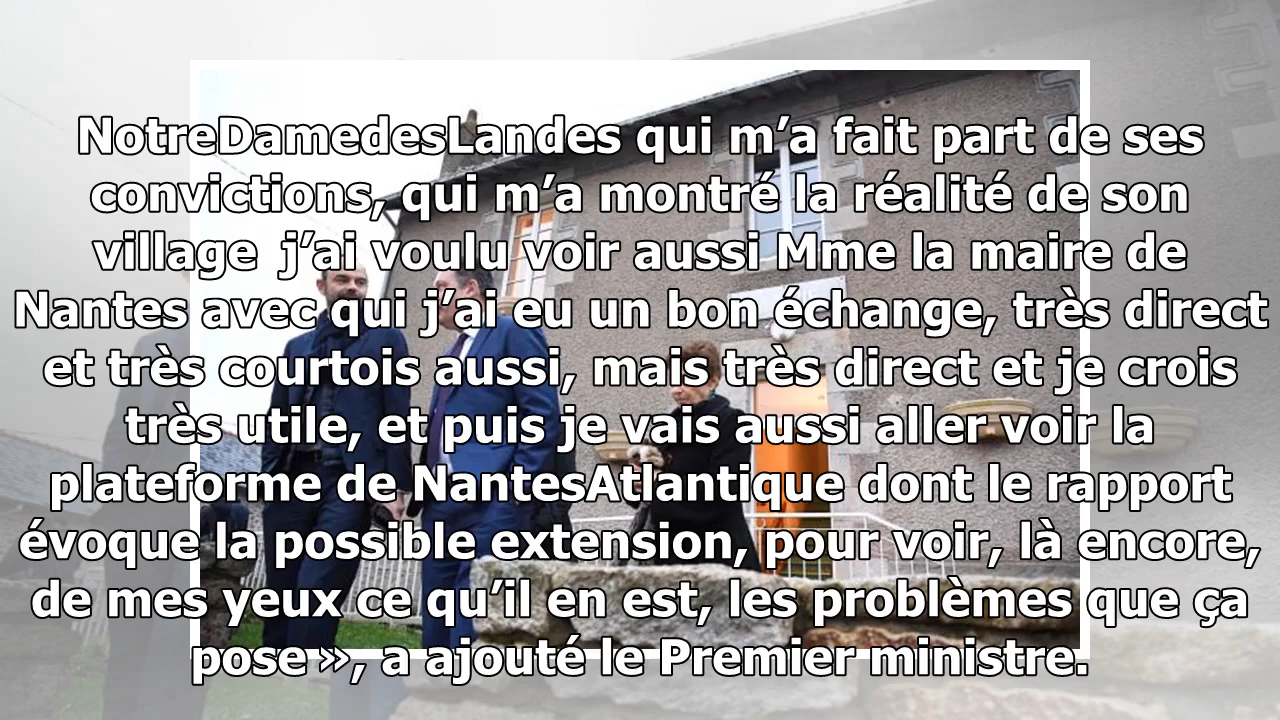 NotreDamedesLandes qui m’a fait part de ses
convictions, qui m’a montré la réalité de son
village j’ai voulu voir aussi Mme la maire de
Nantes avec qui j’ai eu un bon échange, très direct
et très courtois aussi, mais très direct et je crois
très utile, et puis je vais aussi aller voir la
plateforme de NantesAtlantique dont le rapport
évoque la possible extension, pour voir, là encore,
de mes yeux ce qu’il en est, les problèmes que ça
pose », a ajouté le Premier ministre.